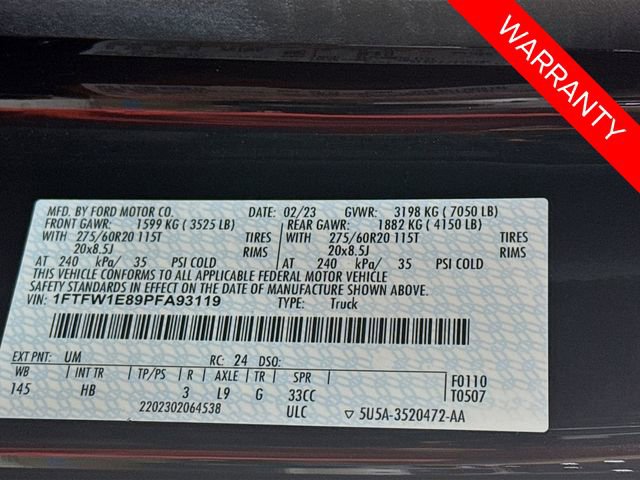 WARRANTY
MFD. BY FORD MOTOR CO. DATE: 02/23 GVWR: 3198 KG ( 7050 LB)
FRONT GAWR: 1599 KG ( 3525 LB) REAR GAWR: 1882 KG ( 4150 LB)
WITH 275/60R20 115T TIRES WITH 275/60R20 115T TIRES
20x8.5J RIMS 20x8.5J RIMS
AT 240 kPa/ 35 PSI COLD AT 240 kPa/ 35 PSI COLD
THIS VEHICLE CONFORMS TO ALL APPLICABLE FEDERAL MOTOR VEHICLE
SAFETY STANDARDS IN EFFECT ON THE DATE OF MANUFACTURE SHOWN ABOVE.
VIN: 1FTFW1E89PFA93119 TYPE: Truck
EXT PNT: UM RC: 24 DSO:
WB INT TR TP/PS R AXLE TR SPR F0110
145 HB 3 L9 G 33CC T0507
2202302064538 ULC 5U5A-3520472-AA